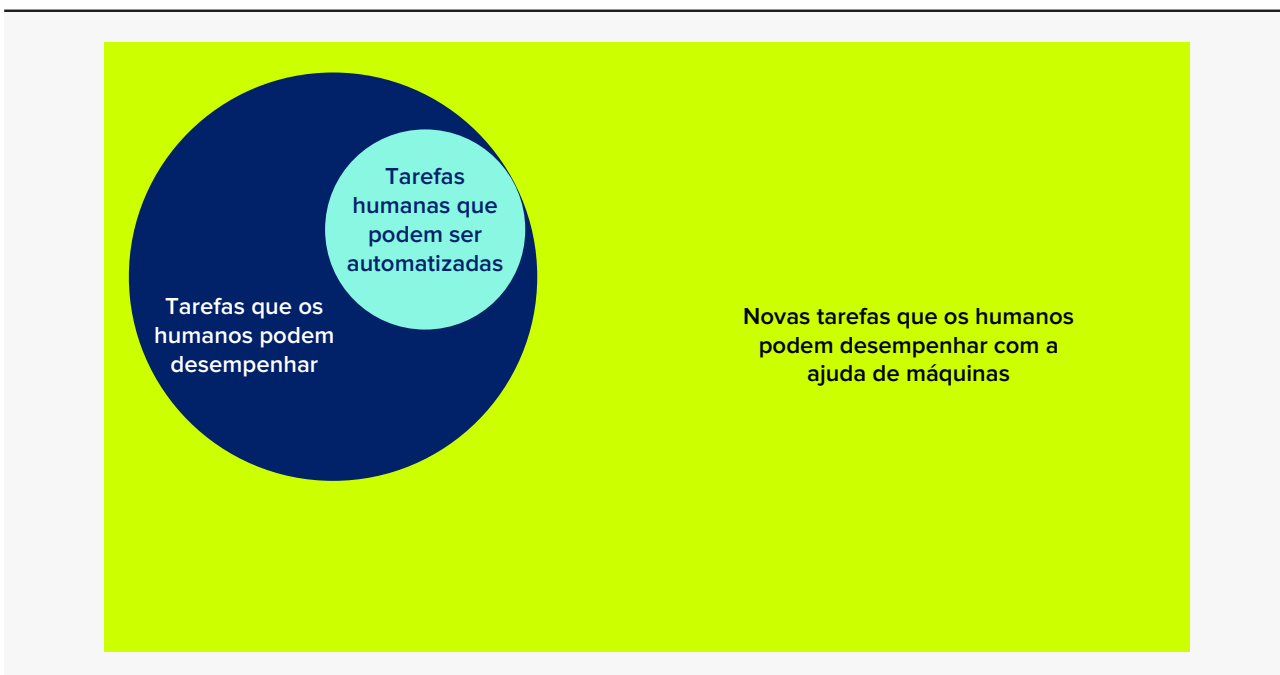 Tarefas
humanas que
podem ser
automatizadas
Tarefas que os
humanos podem
desempenhar
Novas tarefas que os humanos
podem desempenhar com a
ajuda de máquinas